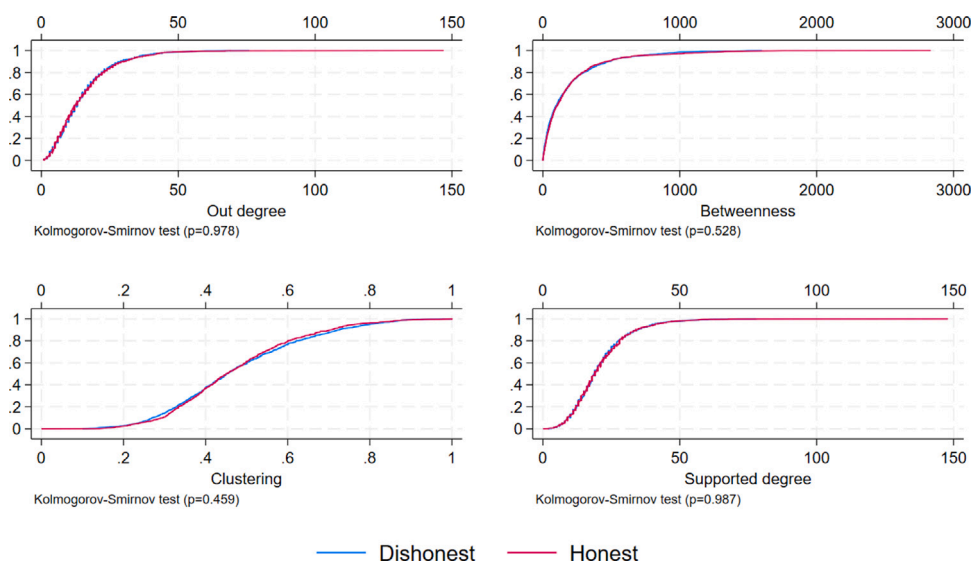 0 50 100 150
1
.8
.6
.4
.2
0
0 50 100 150
Out degree
Kolmogorov-Smirnov test (p=0.978)
0 1000 2000 3000
1
.8
.6
.4
.2
0
0 1000 2000 3000
Betweenness
Kolmogorov-Smirnov test (p=0.528)
0 .2 .4 .6 .8 1
1
.8
.6
.4
.2
0
0 .2 .4 .6 .8 1
Clustering
Kolmogorov-Smirnov test (p=0.459)
0 50 100 150
1
.8
.6
.4
.2
0
0 50 100 150
Supported degree
Kolmogorov-Smirnov test (p=0.987)
Dishonest Honest